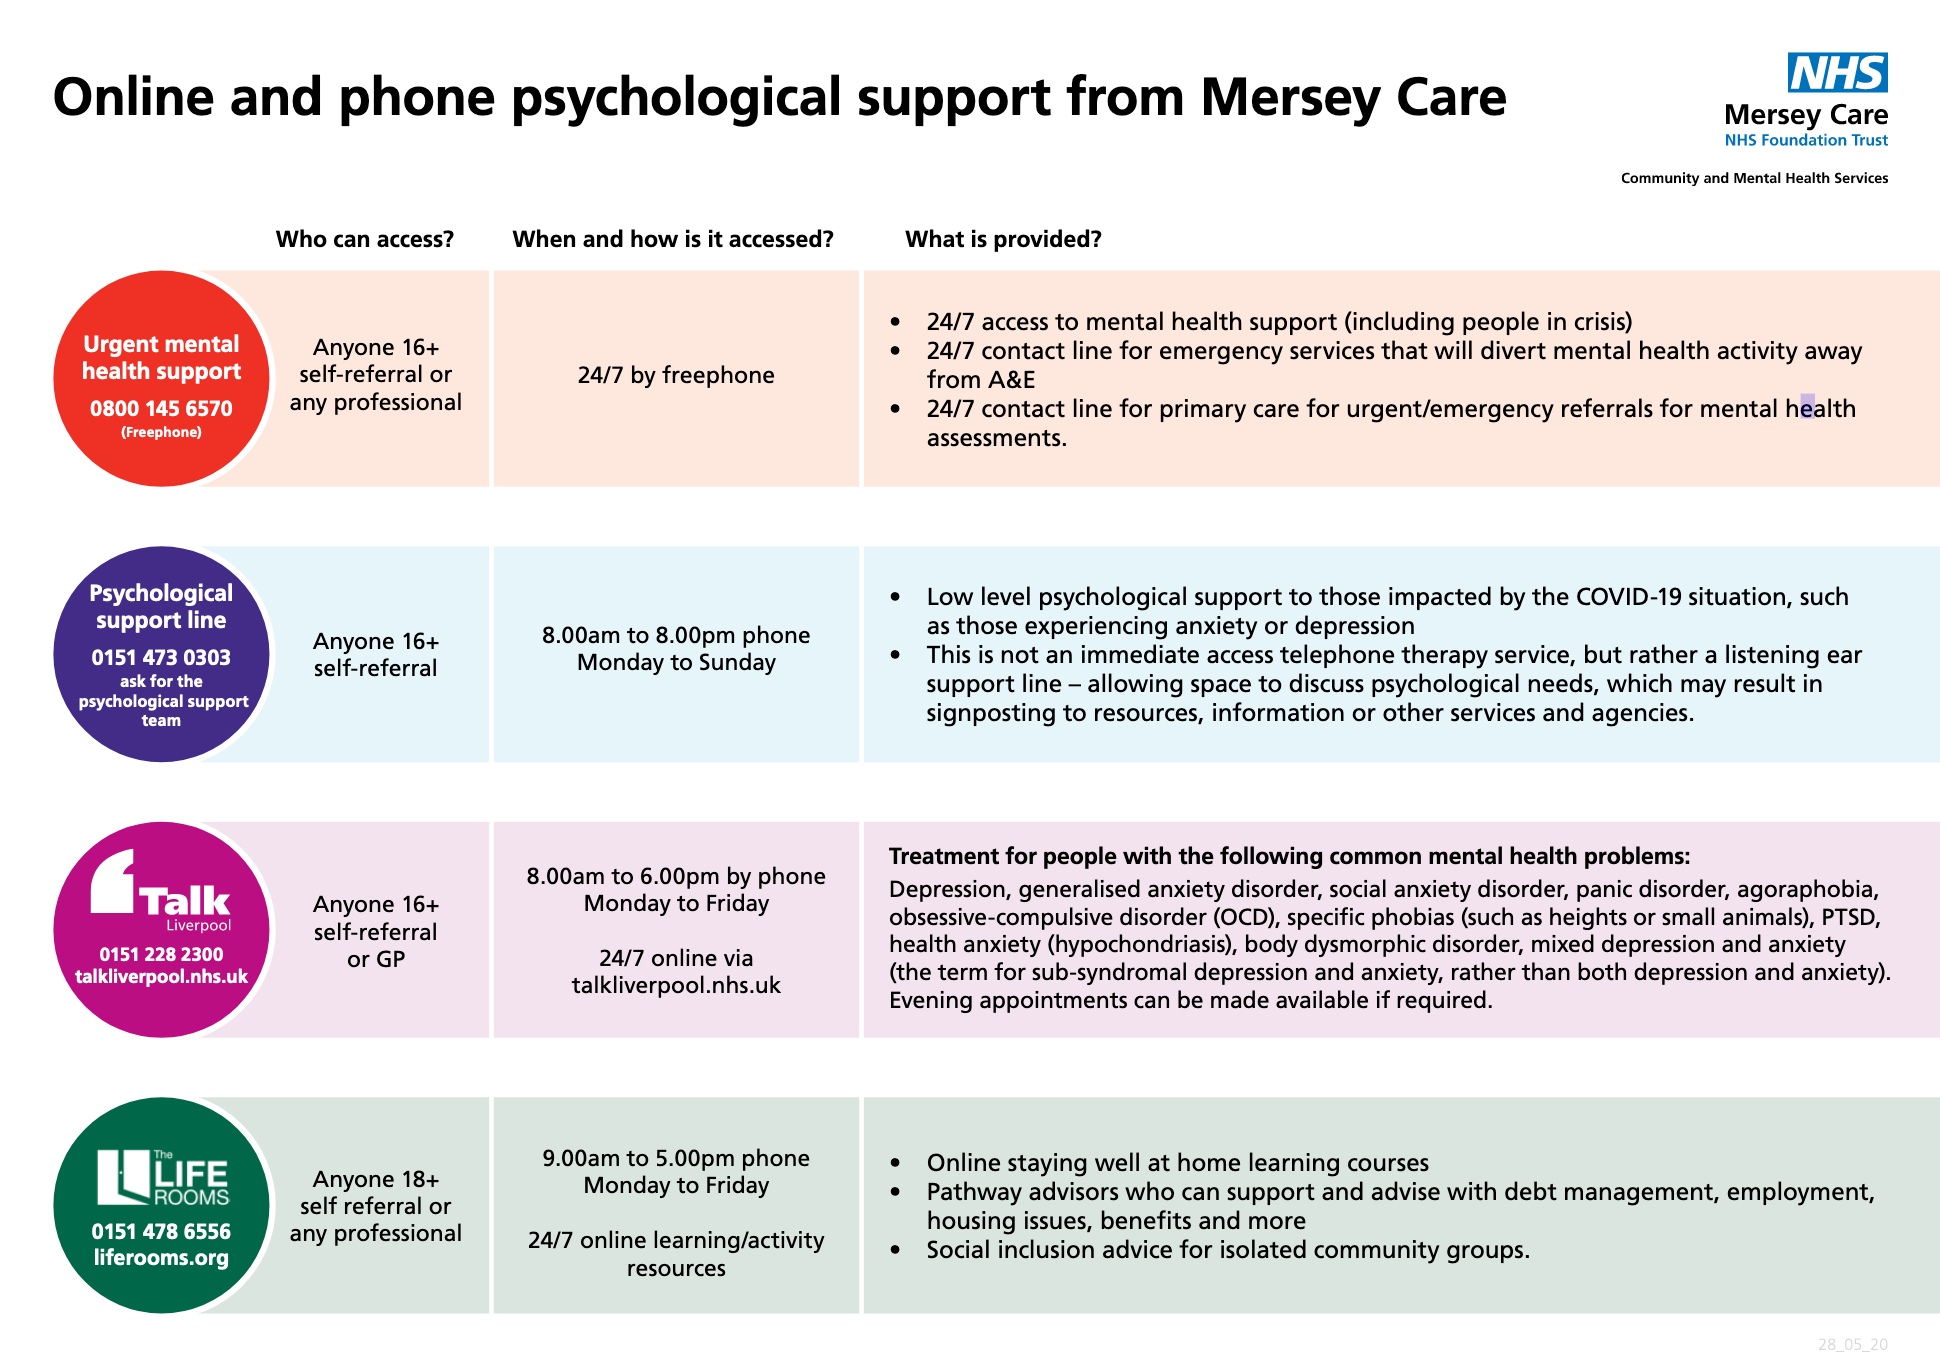 Online and phone psychological support from Mersey Care
NHS
Mersey Care
NHS Foundation Trust
Community and Mental Health Services
Who can access?
When and how is it accessed?
What is provided?
Urgent mental
health support
0800 145 6570
(Freephone)
Anyone 16+
self-referral or
any professional
24/7 by freephone
• 24/7 access to mental health support (including people in crisis)
• 24/7 contact line for emergency services that will divert mental health activity away
from A&E
• 24/7 contact line for primary care for urgent/emergency referrals for mental health
assessments.
Psychological
support line
0151 473 0303
ask for the
psychological support
team
Anyone 16+
self-referral
8.00am to 8.00pm phone
Monday to Sunday
• Low level psychological support to those impacted by the COVID-19 situation, such
as those experiencing anxiety or depression
• This is not an immediate access telephone therapy service, but rather a listening ear
support line – allowing space to discuss psychological needs, which may result in
signposting to resources, information or other services and agencies.
Talk
Liverpool
0151 228 2300
talkliverpool.nhs.uk
Anyone 16+
self-referral
or GP
8.00am to 6.00pm by phone
Monday to Friday
24/7 online via
talkliverpool.nhs.uk
Treatment for people with the following common mental health problems:
Depression, generalised anxiety disorder, social anxiety disorder, panic disorder, agoraphobia,
obsessive-compulsive disorder (OCD), specific phobias (such as heights or small animals), PTSD,
health anxiety (hypochondriasis), body dysmorphic disorder, mixed depression and anxiety
(the term for sub-syndromal depression and anxiety, rather than both depression and anxiety).
Evening appointments can be made available if required.
The
LIFE
ROOMS
0151 478 6556
liferooms.org
Anyone 18+
self referral or
any professional
9.00am to 5.00pm phone
Monday to Friday
24/7 online learning/activity
resources
• Online staying well at home learning courses
• Pathway advisors who can support and advise with debt management, employment,
housing issues, benefits and more
• Social inclusion advice for isolated community groups.
28_05_20